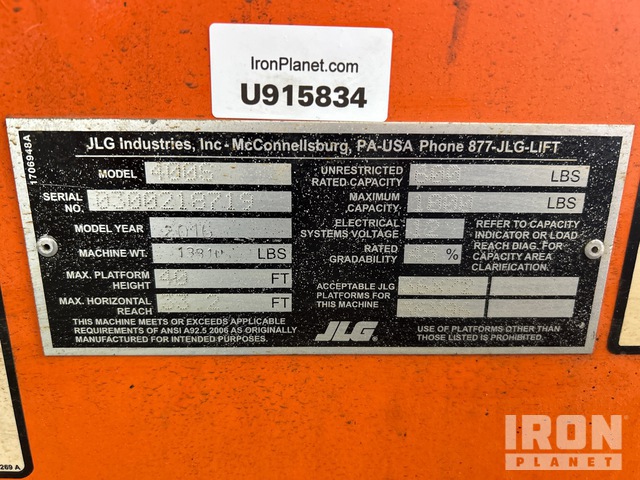 IronPlanet.com
U915834
1706948A
JLG Industries, Inc - McConnellsburg, PA-USA Phone 877-JLG-LIFT
MODEL
SERIAL NO. 0300218719
MODEL YEAR 2016
MACHINE WT. LBS
MAX. PLATFORM HEIGHT 40 FT
MAX. HORIZONTAL REACH FT
THIS MACHINE MEETS OR EXCEEDS APPLICABLE
REQUIREMENTS OF ANSI A92.5 2006 AS ORIGINALLY
MANUFACTURED FOR INTENDED PURPOSES.
UNRESTRICTED RATED CAPACITY LBS
MAXIMUM CAPACITY LBS
ELECTRICAL SYSTEMS VOLTAGE
RATED GRADABILITY %
REFER TO CAPACITY
INDICATOR OR LOAD
REACH DIAG. FOR
CAPACITY AREA
CLARIFICATION.
ACCEPTABLE JLG
PLATFORMS FOR
THIS MACHINE
JLG
USE OF PLATFORMS OTHER THAN
THOSE LISTED IS PROHIBITED.
269 A
IRON
PLANET